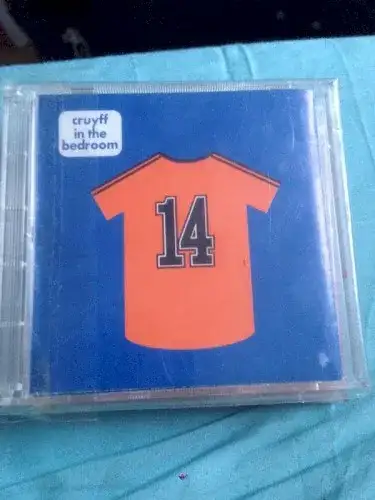 cruyff
in the
bedroom
14